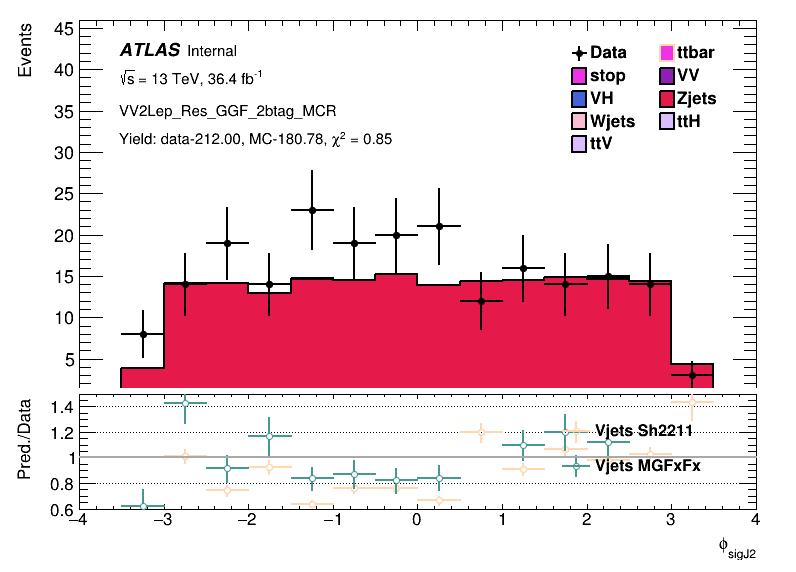 Events
45
40
35
30
25
20
15
10
5
ATLAS Internal
√s = 13 TeV, 36.4 fb⁻¹
VV2Lep_Res_GGF_2btag_MCR
Yield: data-212.00, MC-180.78, χ² = 0.85
Data ttbar
stop VV
VH Zjets
Wjets ttH
ttV
Pred./Data
1.4
1.2
1
0.8
0.6
Vjets Sh2211
Vjets MGFxFx
−4 −3 −2 −1 0 1 2 3 4
ϕsigJ2